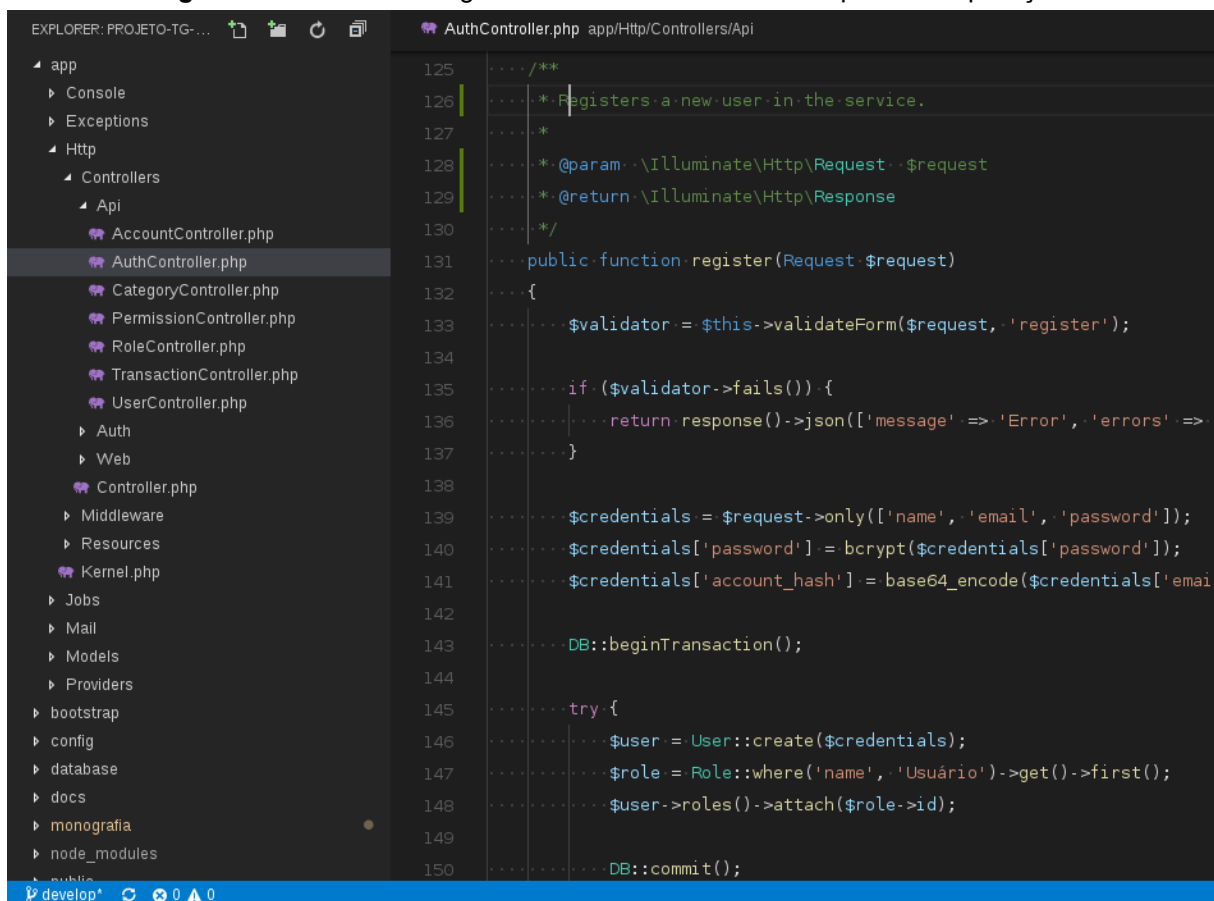 EXPLORER: PROJETO-TG-...
app
Console
Exceptions
Http
Controllers
Api
AccountController.php
AuthController.php
CategoryController.php
PermissionController.php
RoleController.php
TransactionController.php
UserController.php
Auth
Web
Controller.php
Middleware
Resources
Kernel.php
Jobs
Mail
Models
Providers
bootstrap
config
database
docs
monografia
node_modules
public
AuthController.php app/Http/Controllers/Api
125 /**
126 * Registers a new user in the service.
127 *
128 * @param  \Illuminate\Http\Request  $request
129 * @return \Illuminate\Http\Response
130 */
131 public function register(Request $request)
132 {
133 $validator = $this->validateForm($request, 'register');
134
135 if ($validator->fails()) {
136 return response()->json(['message' => 'Error', 'errors' =>
137 }
138
139 $credentials = $request->only(['name', 'email', 'password']);
140 $credentials['password'] = bcrypt($credentials['password']);
141 $credentials['account_hash'] = base64_encode($credentials['emai
142
143 DB::beginTransaction();
144
145 try {
146 $user = User::create($credentials);
147 $role = Role::where('name', 'Usuário')->get()->first();
148 $user->roles()->attach($role->id);
149
150 DB::commit();
develop* 0 0